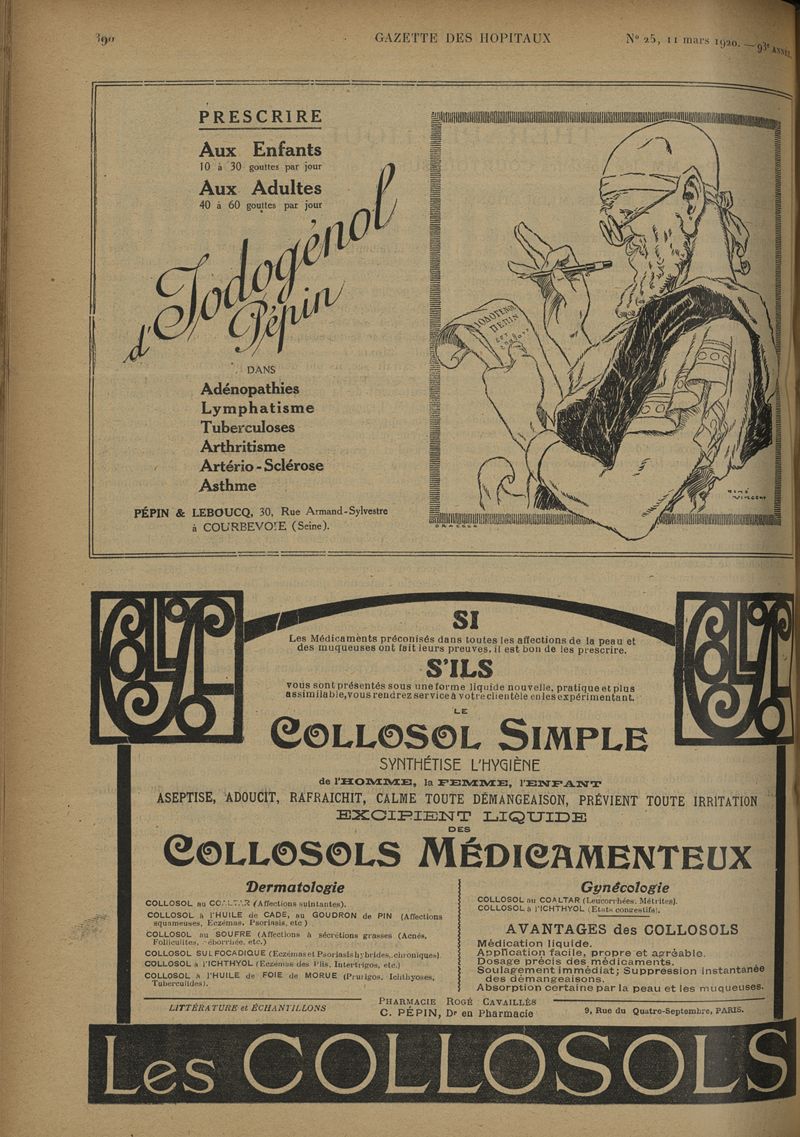 390
GAZETTE DES HOPITAUX
Nº 25, 11 mars 1920. — 93e ANNÉE.
PRESCRIRE
Aux Enfants
10 à 30 gouttes par jour
Aux Adultes
40 à 60 gouttes par jour
d'Iodogénol
Pépin
DANS
Adénopathies
Lymphatisme
Tuberculoses
Arthritisme
Artério-Sclérose
Asthme
PÉPIN & LEBOUCQ, 30, Rue Armand-Sylvestre
à COURBEVOIE (Seine).
PEPIN
RENÉ
VINCENT
DRAEGER
SI
Les Médicaments préconisés dans toutes les affections de la peau et
des muqueuses ont fait leurs preuves, il est bon de les prescrire.
S'ILS
vous sont présentés sous une forme liquide nouvelle, pratique et plus
assimilable, vous rendrez service à votre clientèle en les expérimentant.
LE
COLLOSOL SIMPLE
SYNTHÉTISE L'HYGIÈNE
de l'HOMME, la FEMME, l'ENFANT
ASEPTISE, ADOUCIT, RAFRAICHIT, CALME TOUTE DÉMANGEAISON, PRÉVIENT TOUTE IRRITATION
EXCIPIENT LIQUIDE
DES
COLLOSOLS MÉDICAMENTEUX
Dermatologie
COLLOSOL au COALTAR (Affections suintantes).
COLLOSOL à l'HUILE de CADE, au GOUDRON de PIN (Affections
squameuses, Eczémas, Psoriasis, etc.)
COLLOSOL au SOUFRE (Affections à sécrétions grasses (Acnés,
Folliculites, séborrhée, etc.)
COLLOSOL SULFOCADIQUE (Eczémas et Psoriasis hybrides, chroniques).
COLLOSOL à l'ICHTHYOL (Eczémas des Plis, Intertrigos, etc.)
COLLOSOL à l'HUILE de FOIE de MORUE (Prurigos, Ichthyoses,
Tuberculides).
Gynécologie
COLLOSOL au COALTAR (Leucorrhées, Métrites).
COLLOSOL à l'ICHTHYOL (Etats congestifs).
AVANTAGES des COLLOSOLS
Médication liquide.
Application facile, propre et agréable.
Dosage précis des médicaments.
Soulagement immédiat; Suppression instantanée
des démangeaisons.
Absorption certaine par la peau et les muqueuses.
LITTÉRATURE et ÉCHANTILLONS
PHARMACIE ROGÉ CAVAILLÈS
C. PÉPIN, Dr en Pharmacie
9, Rue du Quatre-Septembre, PARIS.
Les COLLOSOLS